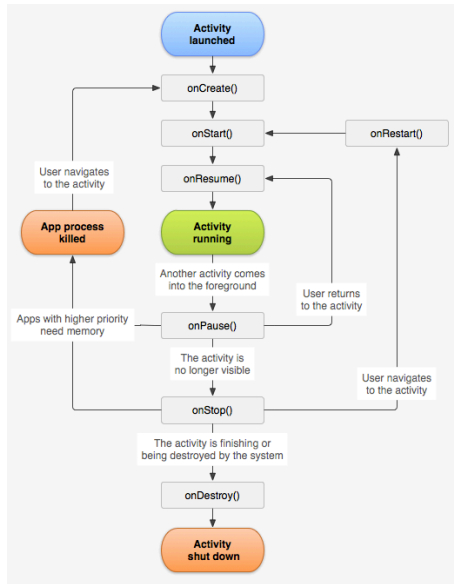 Activity
launched
onCreate()
onStart()
onRestart()
User navigates
to the activity
onResume()
App process
killed
Activity
running
Another activity comes
into the foreground
User returns
to the activity
Apps with higher priority
need memory
onPause()
The activity is
no longer visible
User navigates
to the activity
onStop()
The activity is finishing or
being destroyed by the system
onDestroy()
Activity
shut down